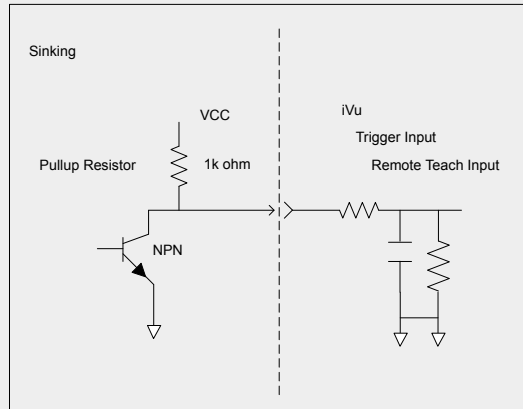 Sinking
VCC
Pullup Resistor
1k ohm
NPN
iVu
Trigger Input
Remote Teach Input